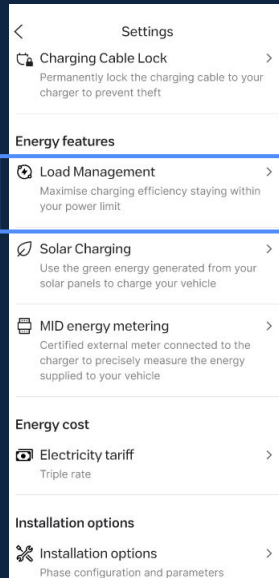 Settings
Charging Cable Lock
Permanently lock the charging cable to your
charger to prevent theft
Energy features
Load Management
Maximise charging efficiency staying within
your power limit
Solar Charging
Use the green energy generated from your
solar panels to charge your vehicle
MID energy metering
Certified external meter connected to the
charger to precisely measure the energy
supplied to your vehicle
Energy cost
Electricity tariff
Triple rate
Installation options
Installation options
Phase configuration and parameters